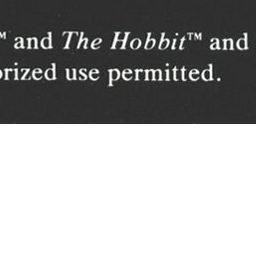 ™ and The Hobbit™ and
orized use permitted.